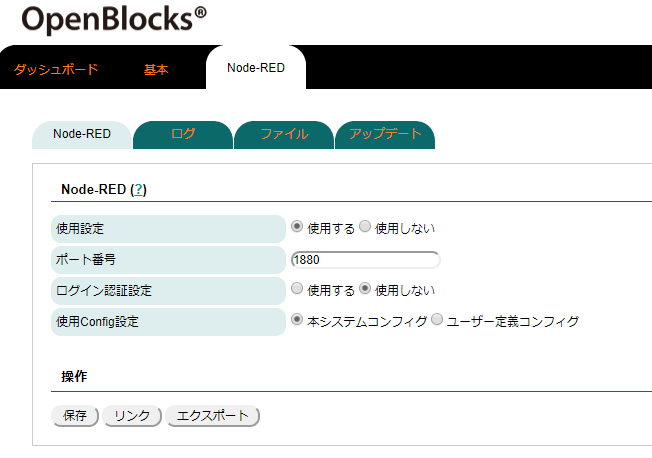 OpenBlocks®
ダッシュボード 基本 Node-RED
Node-RED ログ ファイル アップデート
Node-RED (?)
使用設定 使用する 使用しない
ポート番号 1880
ログイン認証設定 使用する 使用しない
使用Config設定 本システムコンフィグ ユーザー定義コンフィグ
操作
保存 リンク エクスポート